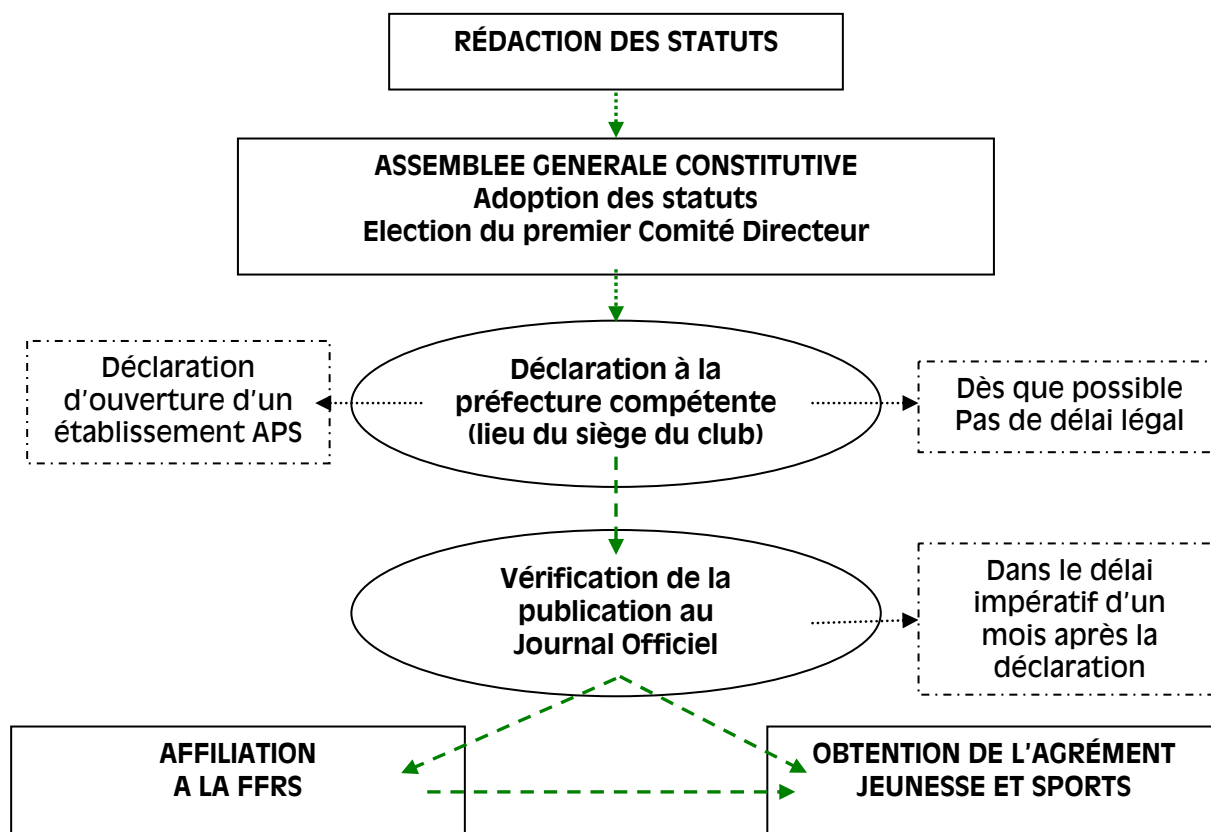 RÉDACTION DES STATUTS
ASSEMBLEE GENERALE CONSTITUTIVE
Adoption des statuts
Election du premier Comité Directeur
Déclaration
d'ouverture d'un
établissement APS
Déclaration à la
préfecture compétente
(lieu du siège du club)
Dès que possible
Pas de délai légal
Vérification de la
publication au
Journal Officiel
Dans le délai
impératif d'un
mois après la
déclaration
AFFILIATION
A LA FFRS
OBTENTION DE L'AGRÉMENT
JEUNESSE ET SPORTS